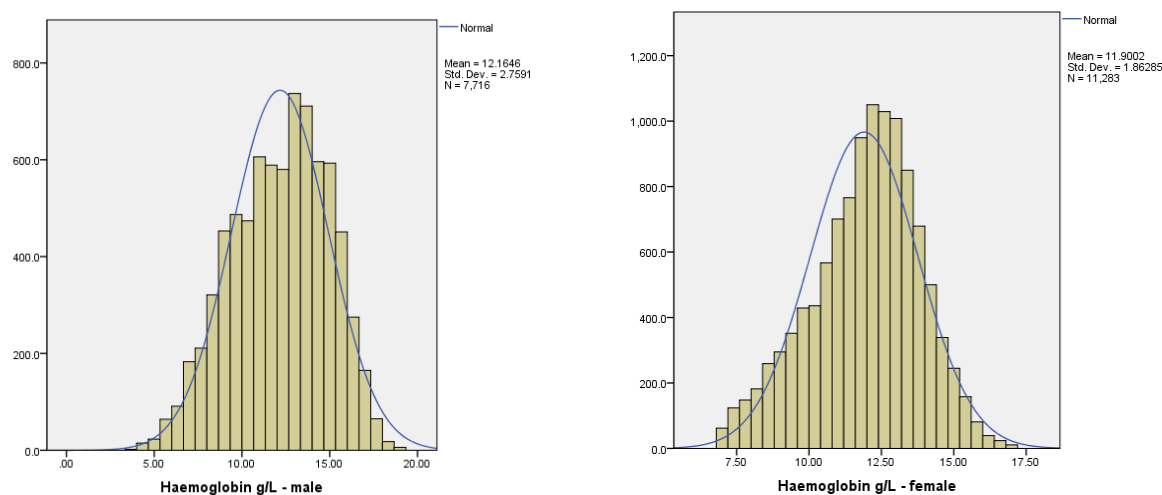 Normal
Mean = 12.1646
Std. Dev. = 2.7591
N = 7,716
800.0
600.0
400.0
200.0
0.0
.00 5.00 10.00 15.00 20.00
Haemoglobin g/L - male
Normal
Mean = 11.9002
Std. Dev. = 1.86285
N = 11,283
1,200.0
1,000.0
800.0
600.0
400.0
200.0
0.0
7.50 10.00 12.50 15.00 17.50
Haemoglobin g/L - female